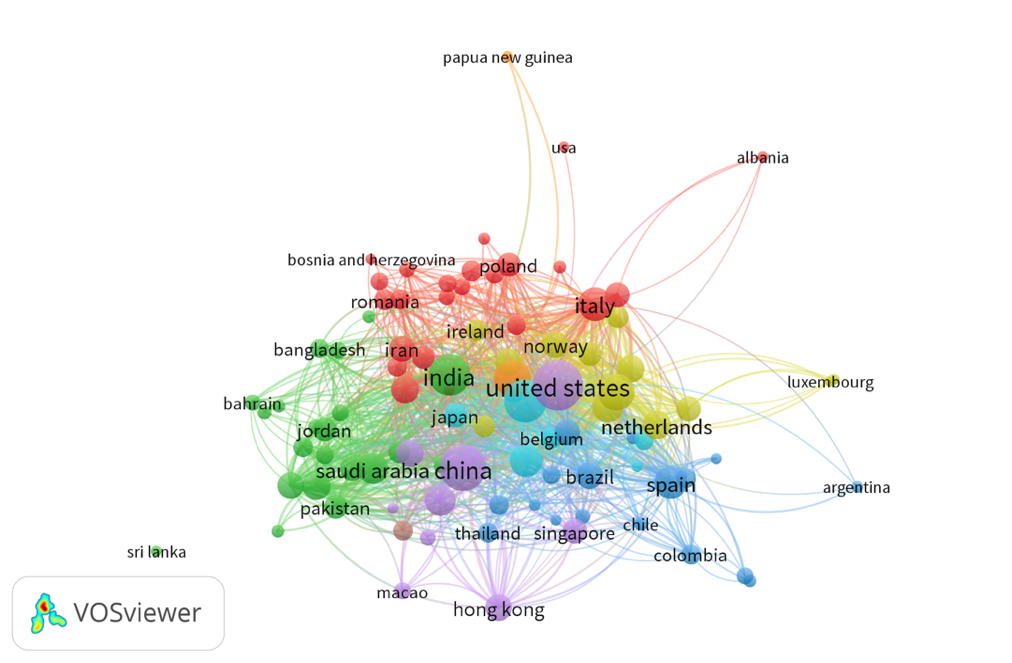 papua new guinea
usa
albania
bosnia and herzegovina
poland
romania
italy
ireland
norway
bangladesh
iran
india
united states
luxembourg
bahrain
japan
jordan
belgium
netherlands
saudi arabia
china
brazil
spain
argentina
pakistan
thailand
singapore
chile
sri lanka
colombia
macao
hong kong
VOSviewer